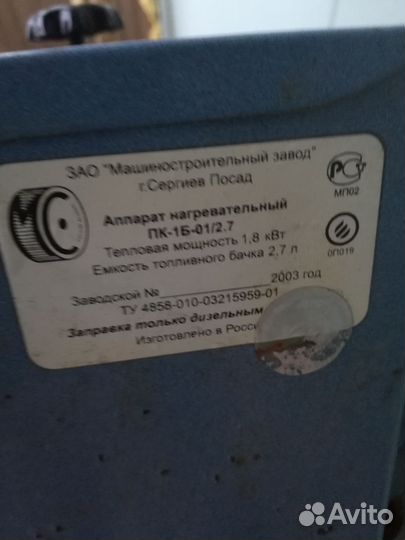 ЗАО "Машиностроительный завод"
г.Сергиев Посад
РСТ
МП02
МС
Аппарат нагревательный
ПК-1Б-01/2.7
Тепловая мощность 1,8 кВт
Емкость топливного бачка 2,7 л
ОП019
Заводской № 2003 год
ТУ 4858-010-03215959-01
Заправка только дизельным
Изготовлено в России
Avito